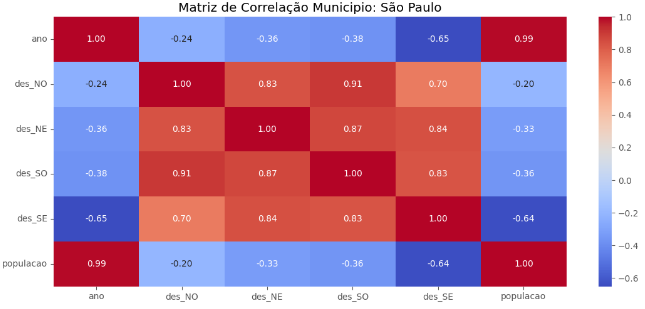 Matriz de Correlação Municipio: São Paulo
ano 1.00 -0.24 -0.36 -0.38 -0.65 0.99
des_NO -0.24 1.00 0.83 0.91 0.70 -0.20
des_NE -0.36 0.83 1.00 0.87 0.84 -0.33
des_SO -0.38 0.91 0.87 1.00 0.83 -0.36
des_SE -0.65 0.70 0.84 0.83 1.00 -0.64
populacao 0.99 -0.20 -0.33 -0.36 -0.64 1.00
ano des_NO des_NE des_SO des_SE populacao
1.0
0.8
0.6
0.4
0.2
0.0
−0.2
−0.4
−0.6